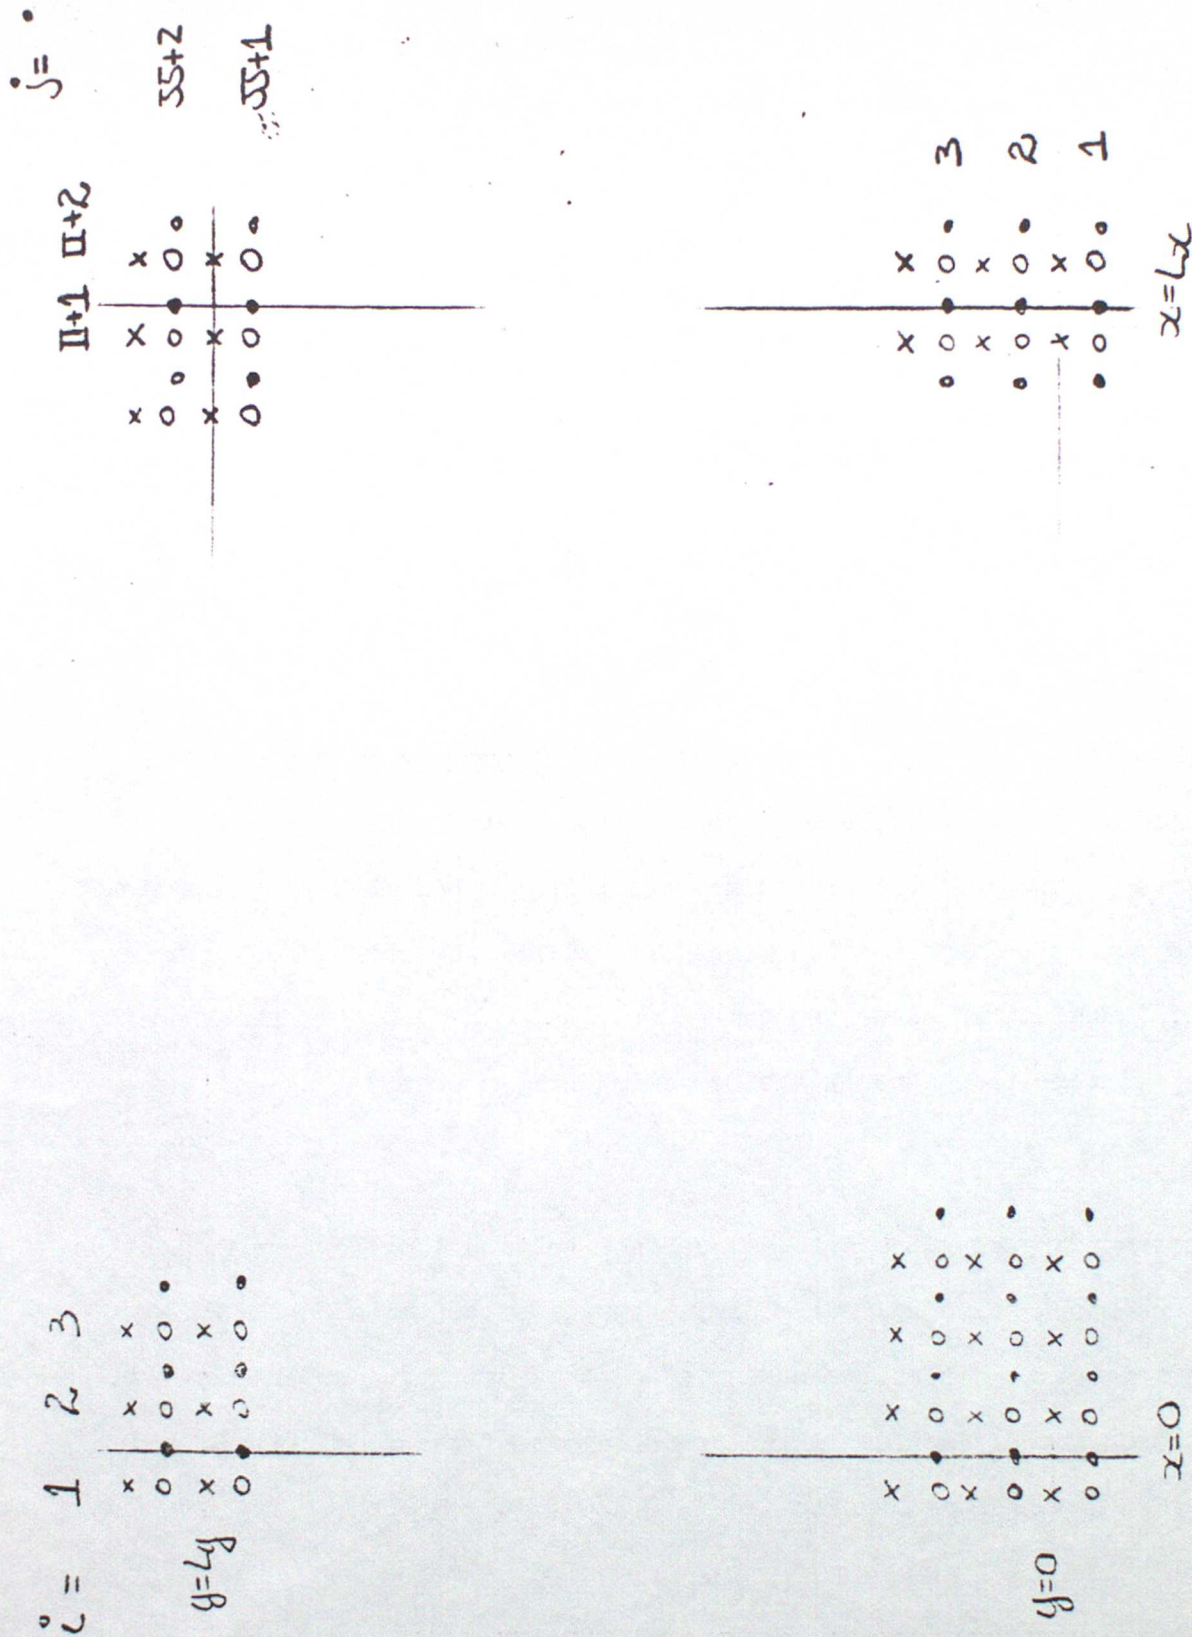 i = 1 2 3 II+1 II+2 j=
JJ+2
y=Ly
JJ+1
3
2
y=0
1
x=0 x=Lx